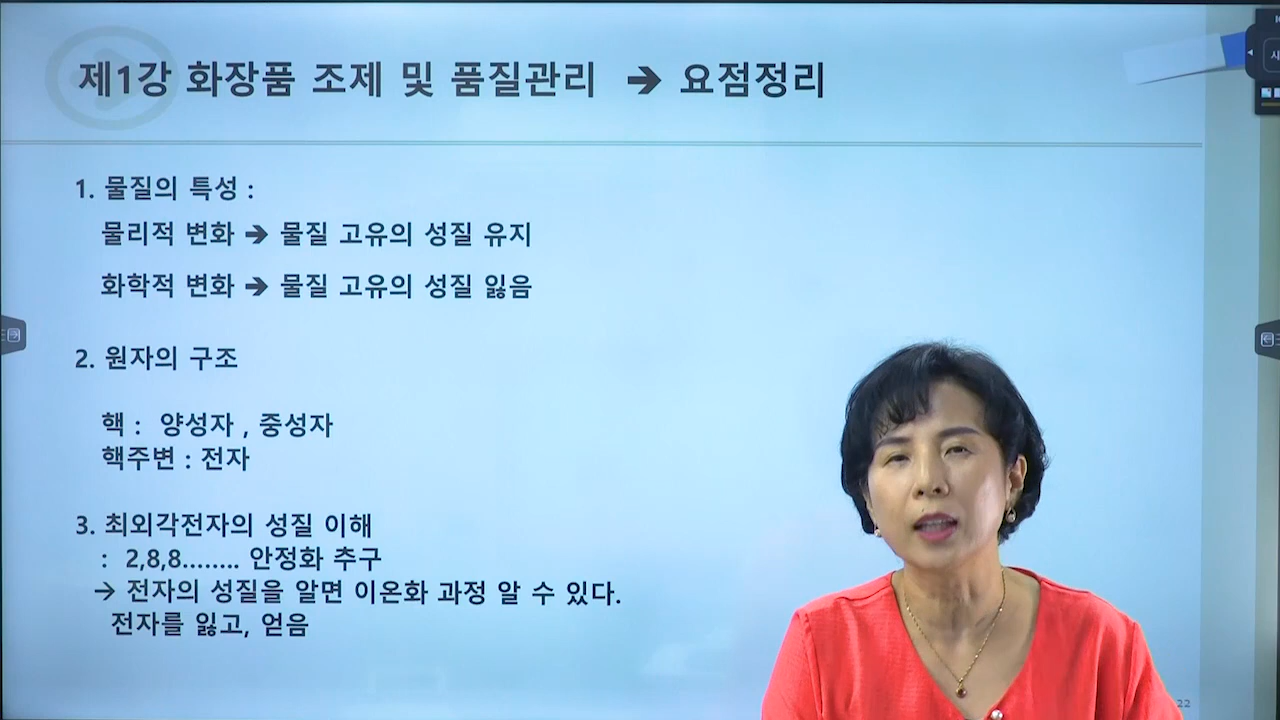 제1강 화장품 조제 및 품질관리 → 요점정리
1. 물질의 특성 :
물리적 변화 → 물질 고유의 성질 유지
화학적 변화 → 물질 고유의 성질 잃음
2. 원자의 구조
핵 : 양성자 , 중성자
핵주변 : 전자
3. 최외각전자의 성질 이해
: 2,8,8........ 안정화 추구
→ 전자의 성질을 알면 이온화 과정 알 수 있다.
전자를 잃고, 얻음
22